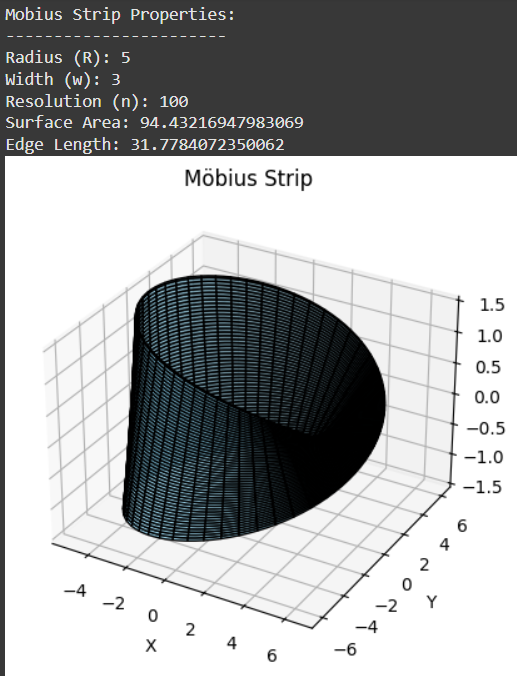 Mobius Strip Properties:
-----------------------
Radius (R): 5
Width (w): 3
Resolution (n): 100
Surface Area: 94.43216947983069
Edge Length: 31.7784072350062
Möbius Strip
1.5
1.0
0.5
0.0
−0.5
−1.0
−1.5
6
4
2
0
−2
−4
−6
Y
−4
−2
0
2
4
6
X